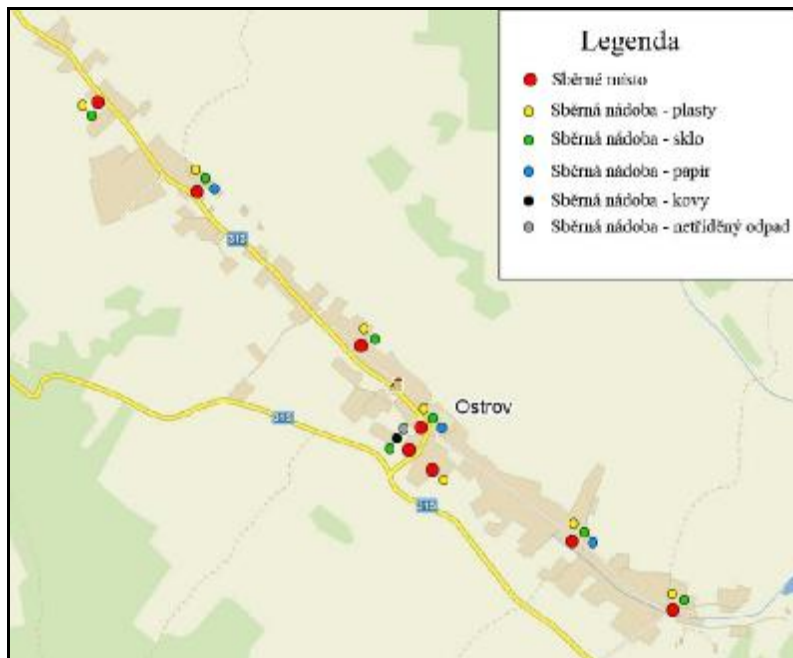 Legenda
Sběrné místo
Sběrná nádoba - plasty
Sběrná nádoba - sklo
Sběrná nádoba - papír
Sběrná nádoba - kovy
Sběrná nádoba - netříděný odpad
Ostrov